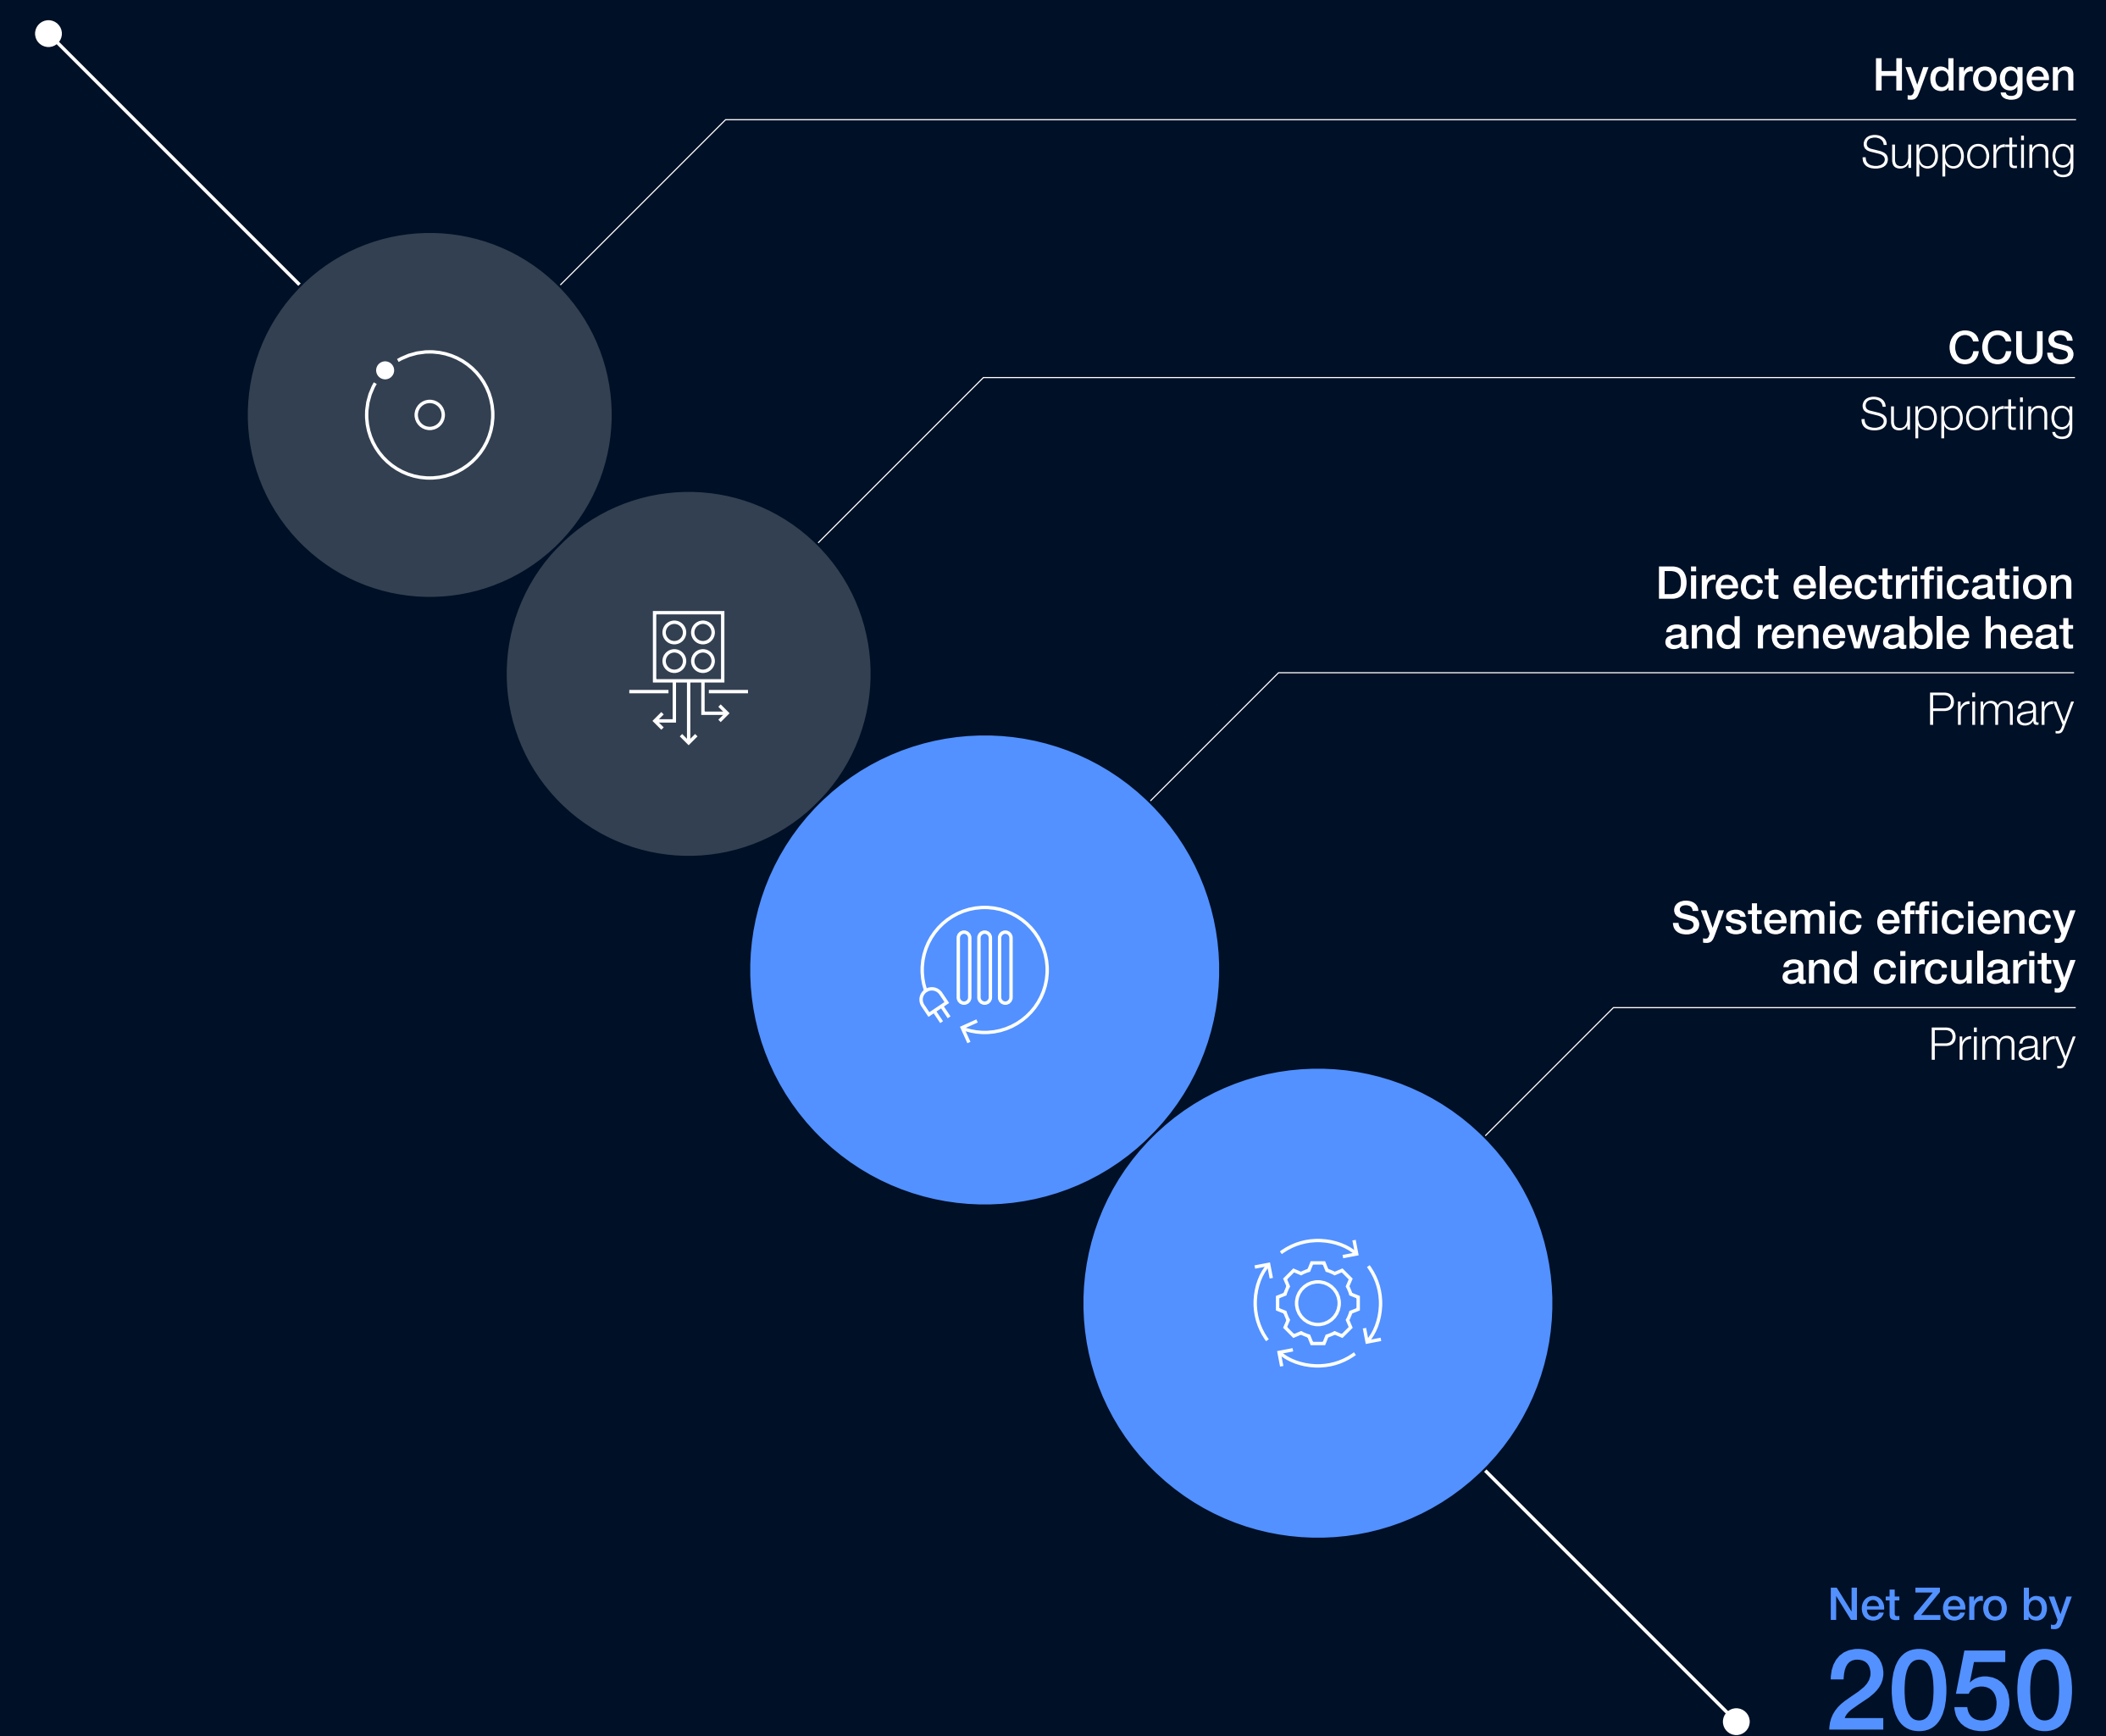 Hydrogen
Supporting
CCUS
Supporting
Direct electrification
and renewable heat
Primary
Systemic efficiency
and circularity
Primary
Net Zero by
2050